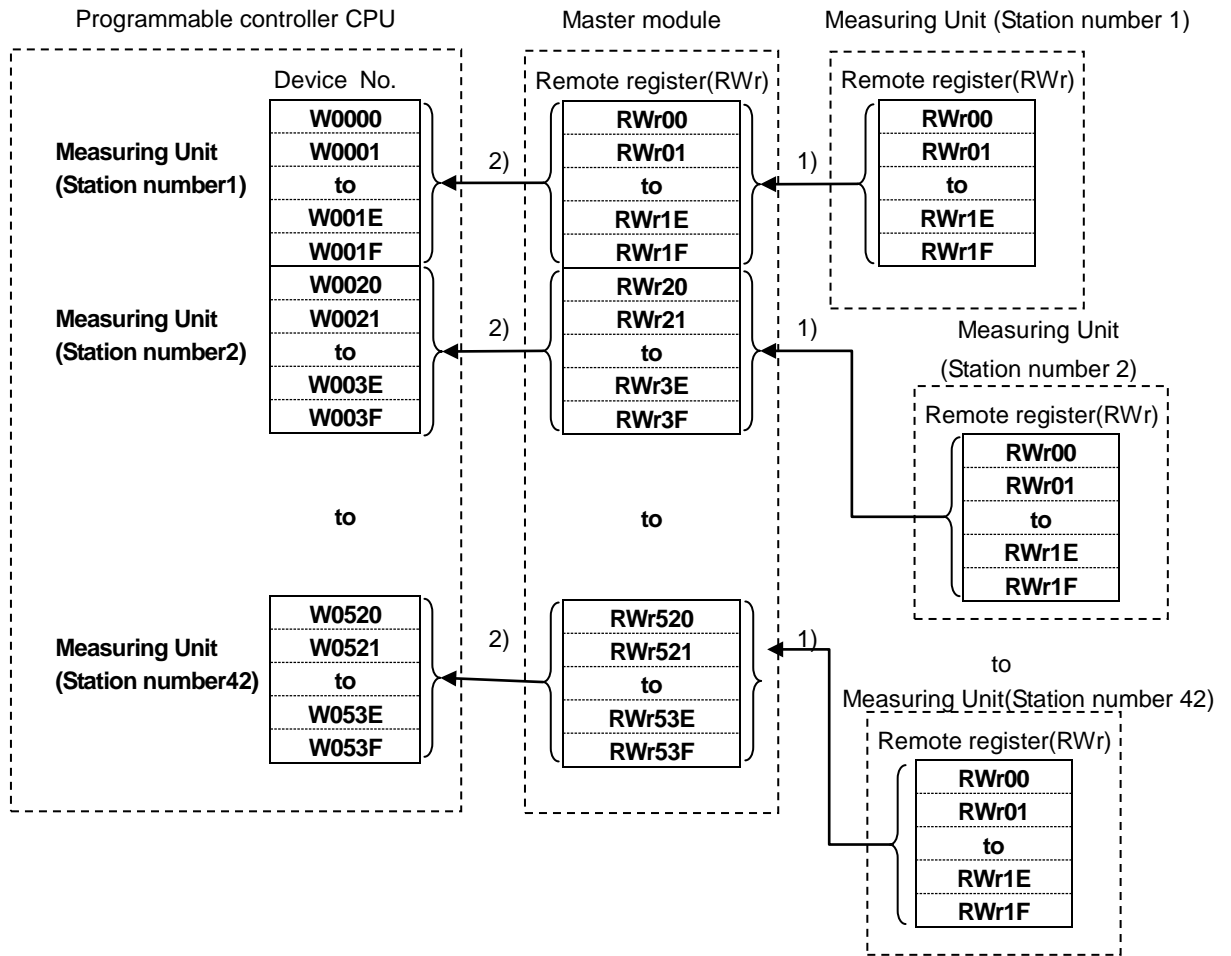 Programmable controller CPU
Master module
Measuring Unit (Station number 1)
Device No.
Remote register(RWr)
Remote register(RWr)
Measuring Unit
(Station number1)
W0000
W0001
to
W001E
W001F
2)
RWr00
RWr01
to
RWr1E
RWr1F
1)
RWr00
RWr01
to
RWr1E
RWr1F
Measuring Unit
(Station number2)
W0020
W0021
to
W003E
W003F
2)
RWr20
RWr21
to
RWr3E
RWr3F
1)
Measuring Unit
(Station number 2)
Remote register(RWr)
RWr00
RWr01
to
RWr1E
RWr1F
to
to
to
Measuring Unit
(Station number42)
W0520
W0521
to
W053E
W053F
2)
RWr520
RWr521
to
RWr53E
RWr53F
1)
Measuring Unit(Station number 42)
Remote register(RWr)
RWr00
RWr01
to
RWr1E
RWr1F